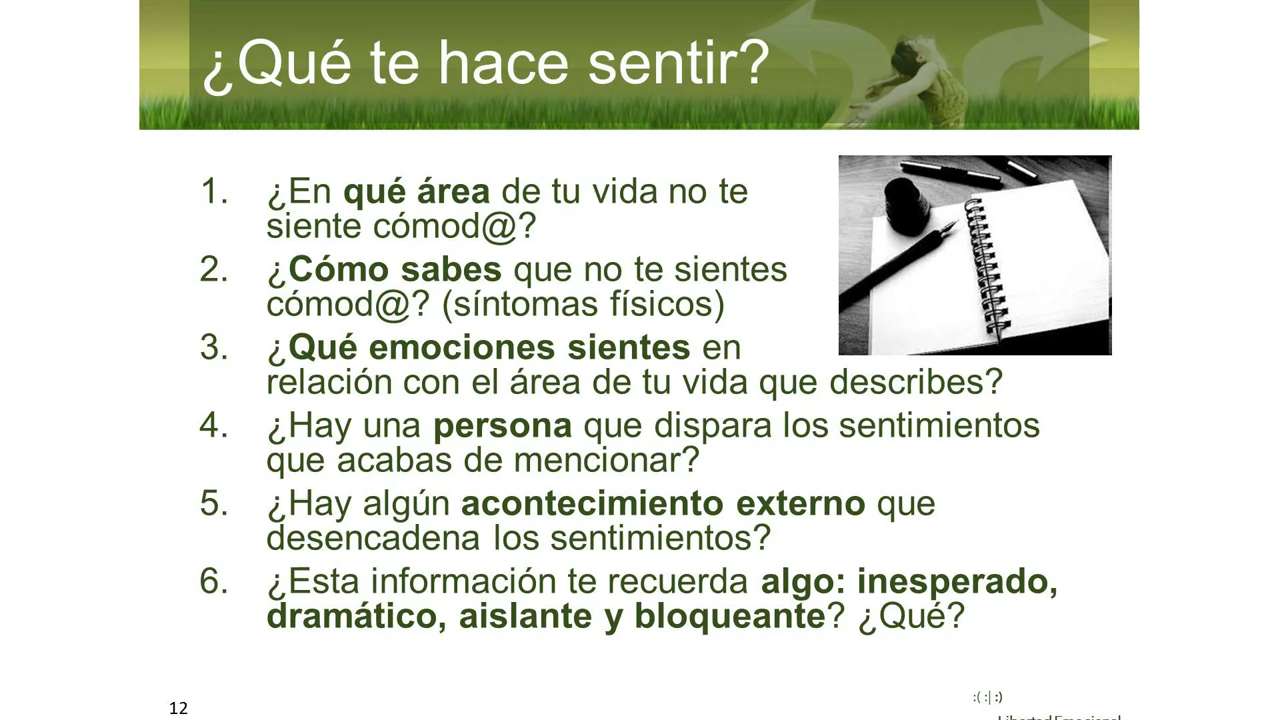 ¿Qué te hace sentir?
1. ¿En qué área de tu vida no te
siente cómod@?
2. ¿Cómo sabes que no te sientes
cómod@? (síntomas físicos)
3. ¿Qué emociones sientes en
relación con el área de tu vida que describes?
4. ¿Hay una persona que dispara los sentimientos
que acabas de mencionar?
5. ¿Hay algún acontecimiento externo que
desencadena los sentimientos?
6. ¿Esta información te recuerda algo: inesperado,
dramático, aislante y bloqueante? ¿Qué?
12
:( :| :)
Libertad Emocional